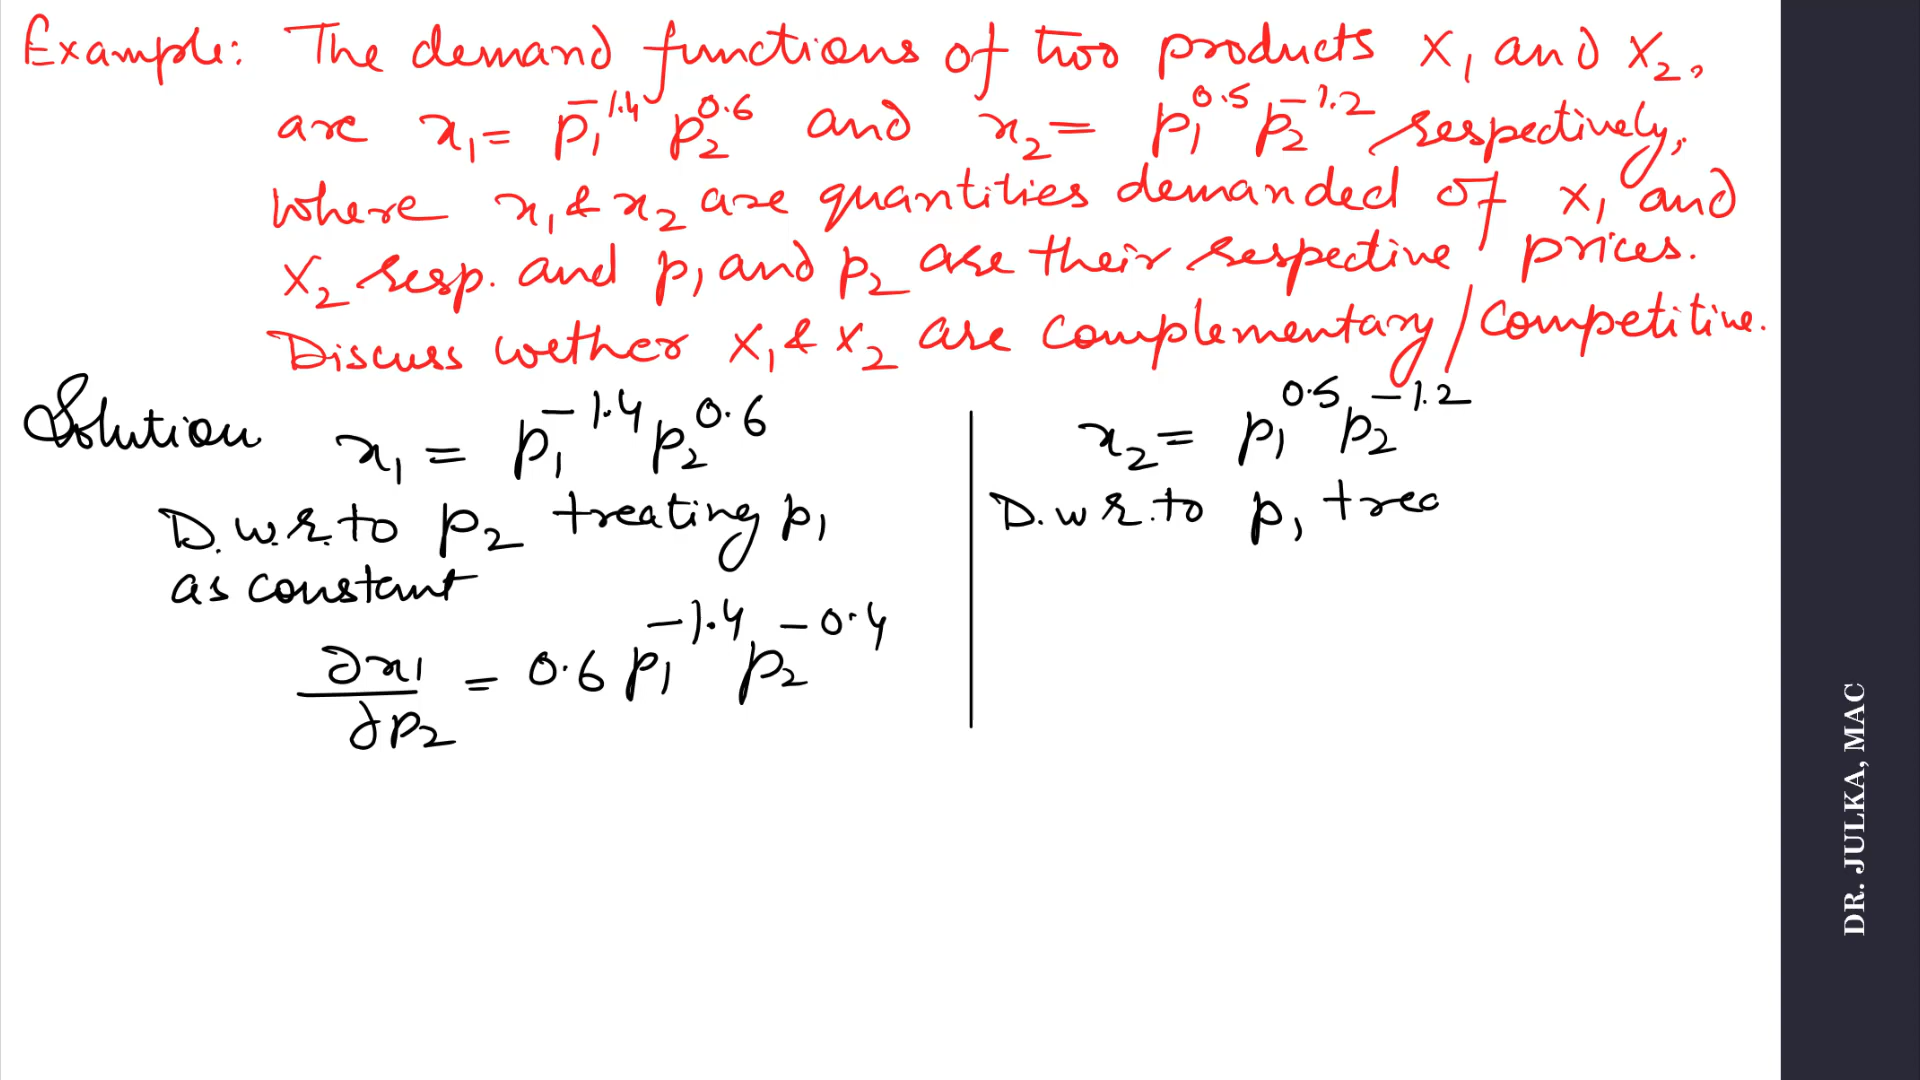 Example: The demand functions of two products X₁ and X₂,
are x₁ = p₁^-1.4 p₂^0.6 and x₂ = p₁^0.5 p₂^-1.2 respectively,
where x₁ & x₂ are quantities demanded of X₁ and
X₂ resp. and p₁ and p₂ are their respective prices.
Discuss wether X₁ & X₂ are complementary/competitive.
Solution x₁ = p₁^-1.4 p₂^0.6
D.w.r.to p₂ treating p₁
as constant
∂x₁/∂p₂ = 0.6 p₁^-1.4 p₂^-0.4
x₂ = p₁^0.5 p₂^-1.2
D.w r.to p₁ trea
DR. JULKA, MAC